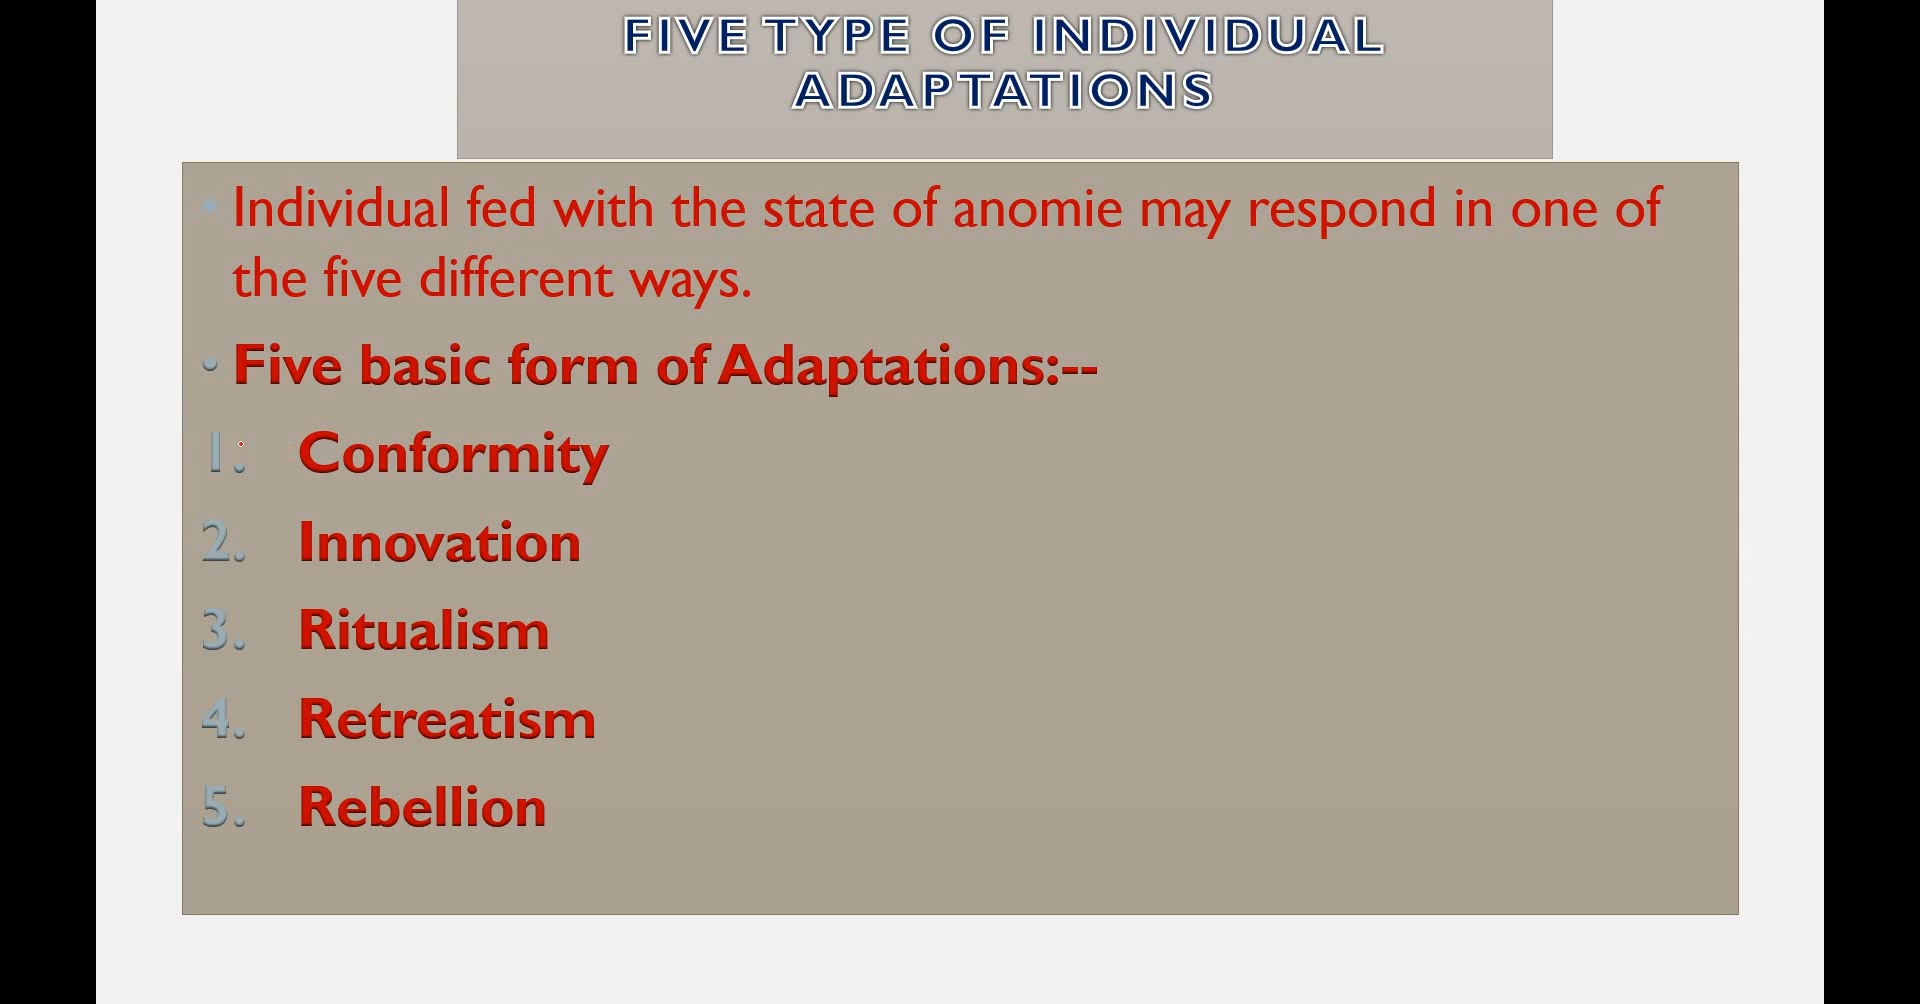 FIVE TYPE OF INDIVIDUAL
ADAPTATIONS
• Individual fed with the state of anomie may respond in one of
the five different ways.
• Five basic form of Adaptations:--
1. Conformity
2. Innovation
3. Ritualism
4. Retreatism
5. Rebellion